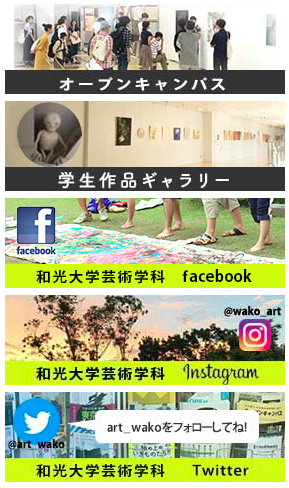 オープンキャンパス
学生作品ギャラリー
facebook
和光大学芸術学科 facebook
@wako_art
和光大学芸術学科 Instagram
art_wakoをフォローしてね!
@art_wako
和光大学芸術学科 Twitter